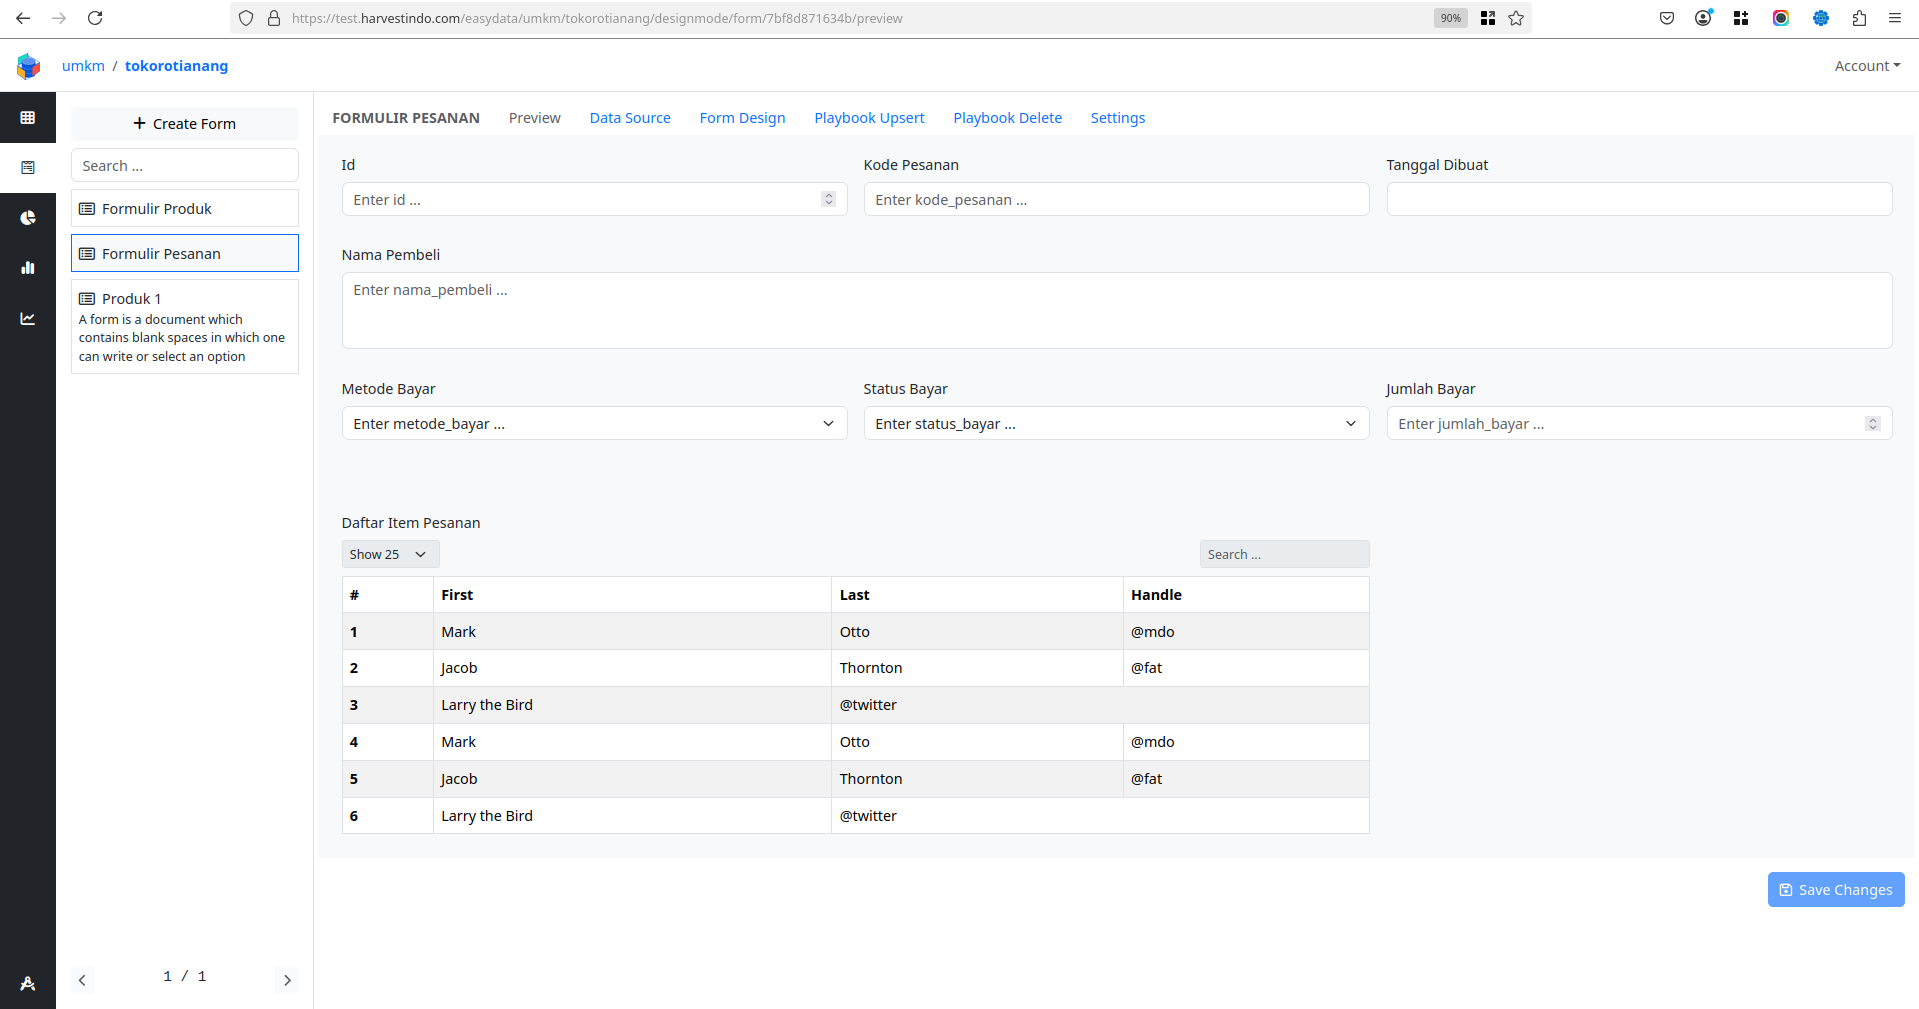 https://test.harvestindo.com/easydata/umkm/tokorotianang/designmode/form/7bf8d871634b/preview
90%
umkm / tokorotianang
Account
Create Form
Search ...
Formulir Produk
Formulir Pesanan
Produk 1
A form is a document which
contains blank spaces in which one
can write or select an option
1 / 1
FORMULIR PESANAN Preview Data Source Form Design Playbook Upsert Playbook Delete Settings
Id Kode Pesanan Tanggal Dibuat
Enter id ... Enter kode_pesanan ...
Nama Pembeli
Enter nama_pembeli ...
Metode Bayar Status Bayar Jumlah Bayar
Enter metode_bayar ... Enter status_bayar ... Enter jumlah_bayar ...
Daftar Item Pesanan
Show 25 Search ...
# First Last Handle
1 Mark Otto @mdo
2 Jacob Thornton @fat
3 Larry the Bird @twitter
4 Mark Otto @mdo
5 Jacob Thornton @fat
6 Larry the Bird @twitter
Save Changes